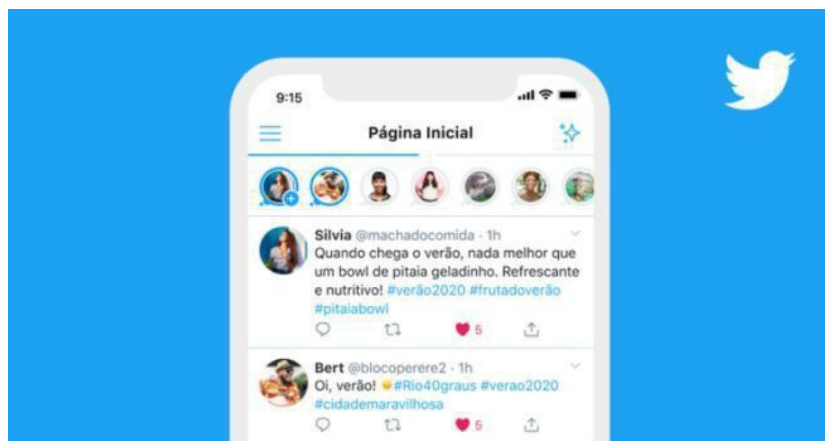 9:15
Página Inicial
Silvia @machadocomida · 1h
Quando chega o verão, nada melhor que
um bowl de pitaia geladinho. Refrescante
e nutritivo! #verão2020 #frutadoverão
#pitaiabowl
5
Bert @blocoperere2 · 1h
Oi, verão! #Rio40graus #verao2020
#cidademaravilhosa
5